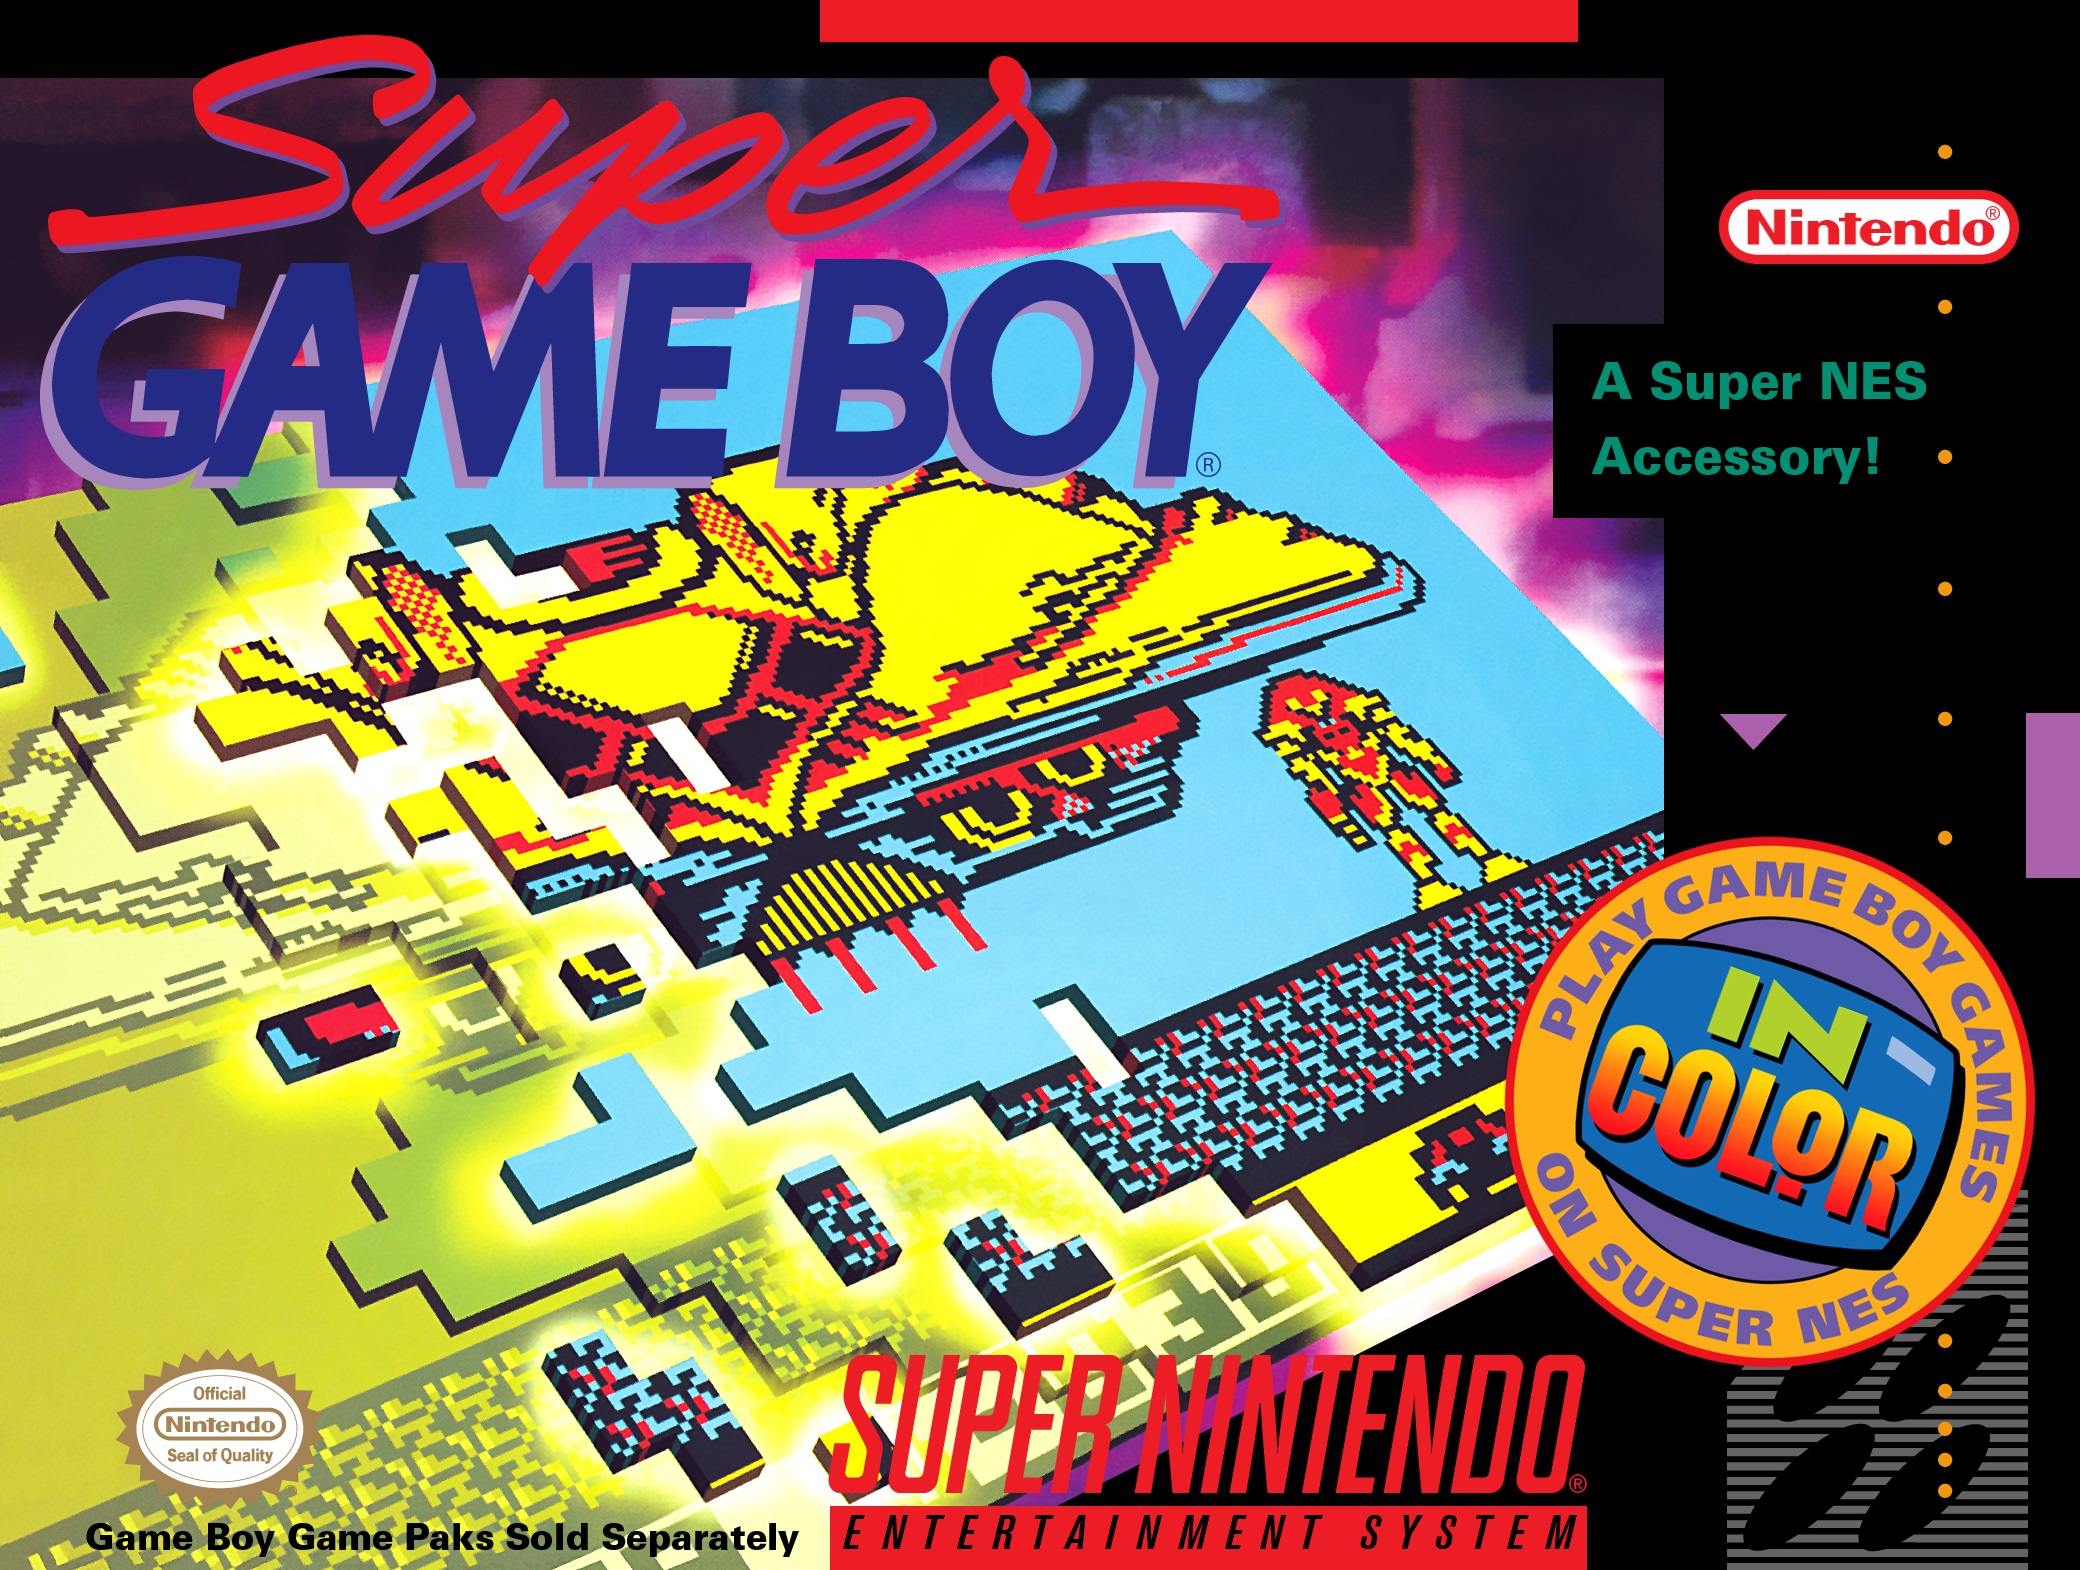 Super
GAME BOY®
Nintendo®
A Super NES
Accessory!
PLAY GAME BOY GAMES
IN
COLOR
ON SUPER NES
Official
Nintendo
Seal of Quality
Game Boy Game Paks Sold Separately
SUPER NINTENDO®
ENTERTAINMENT SYSTEM